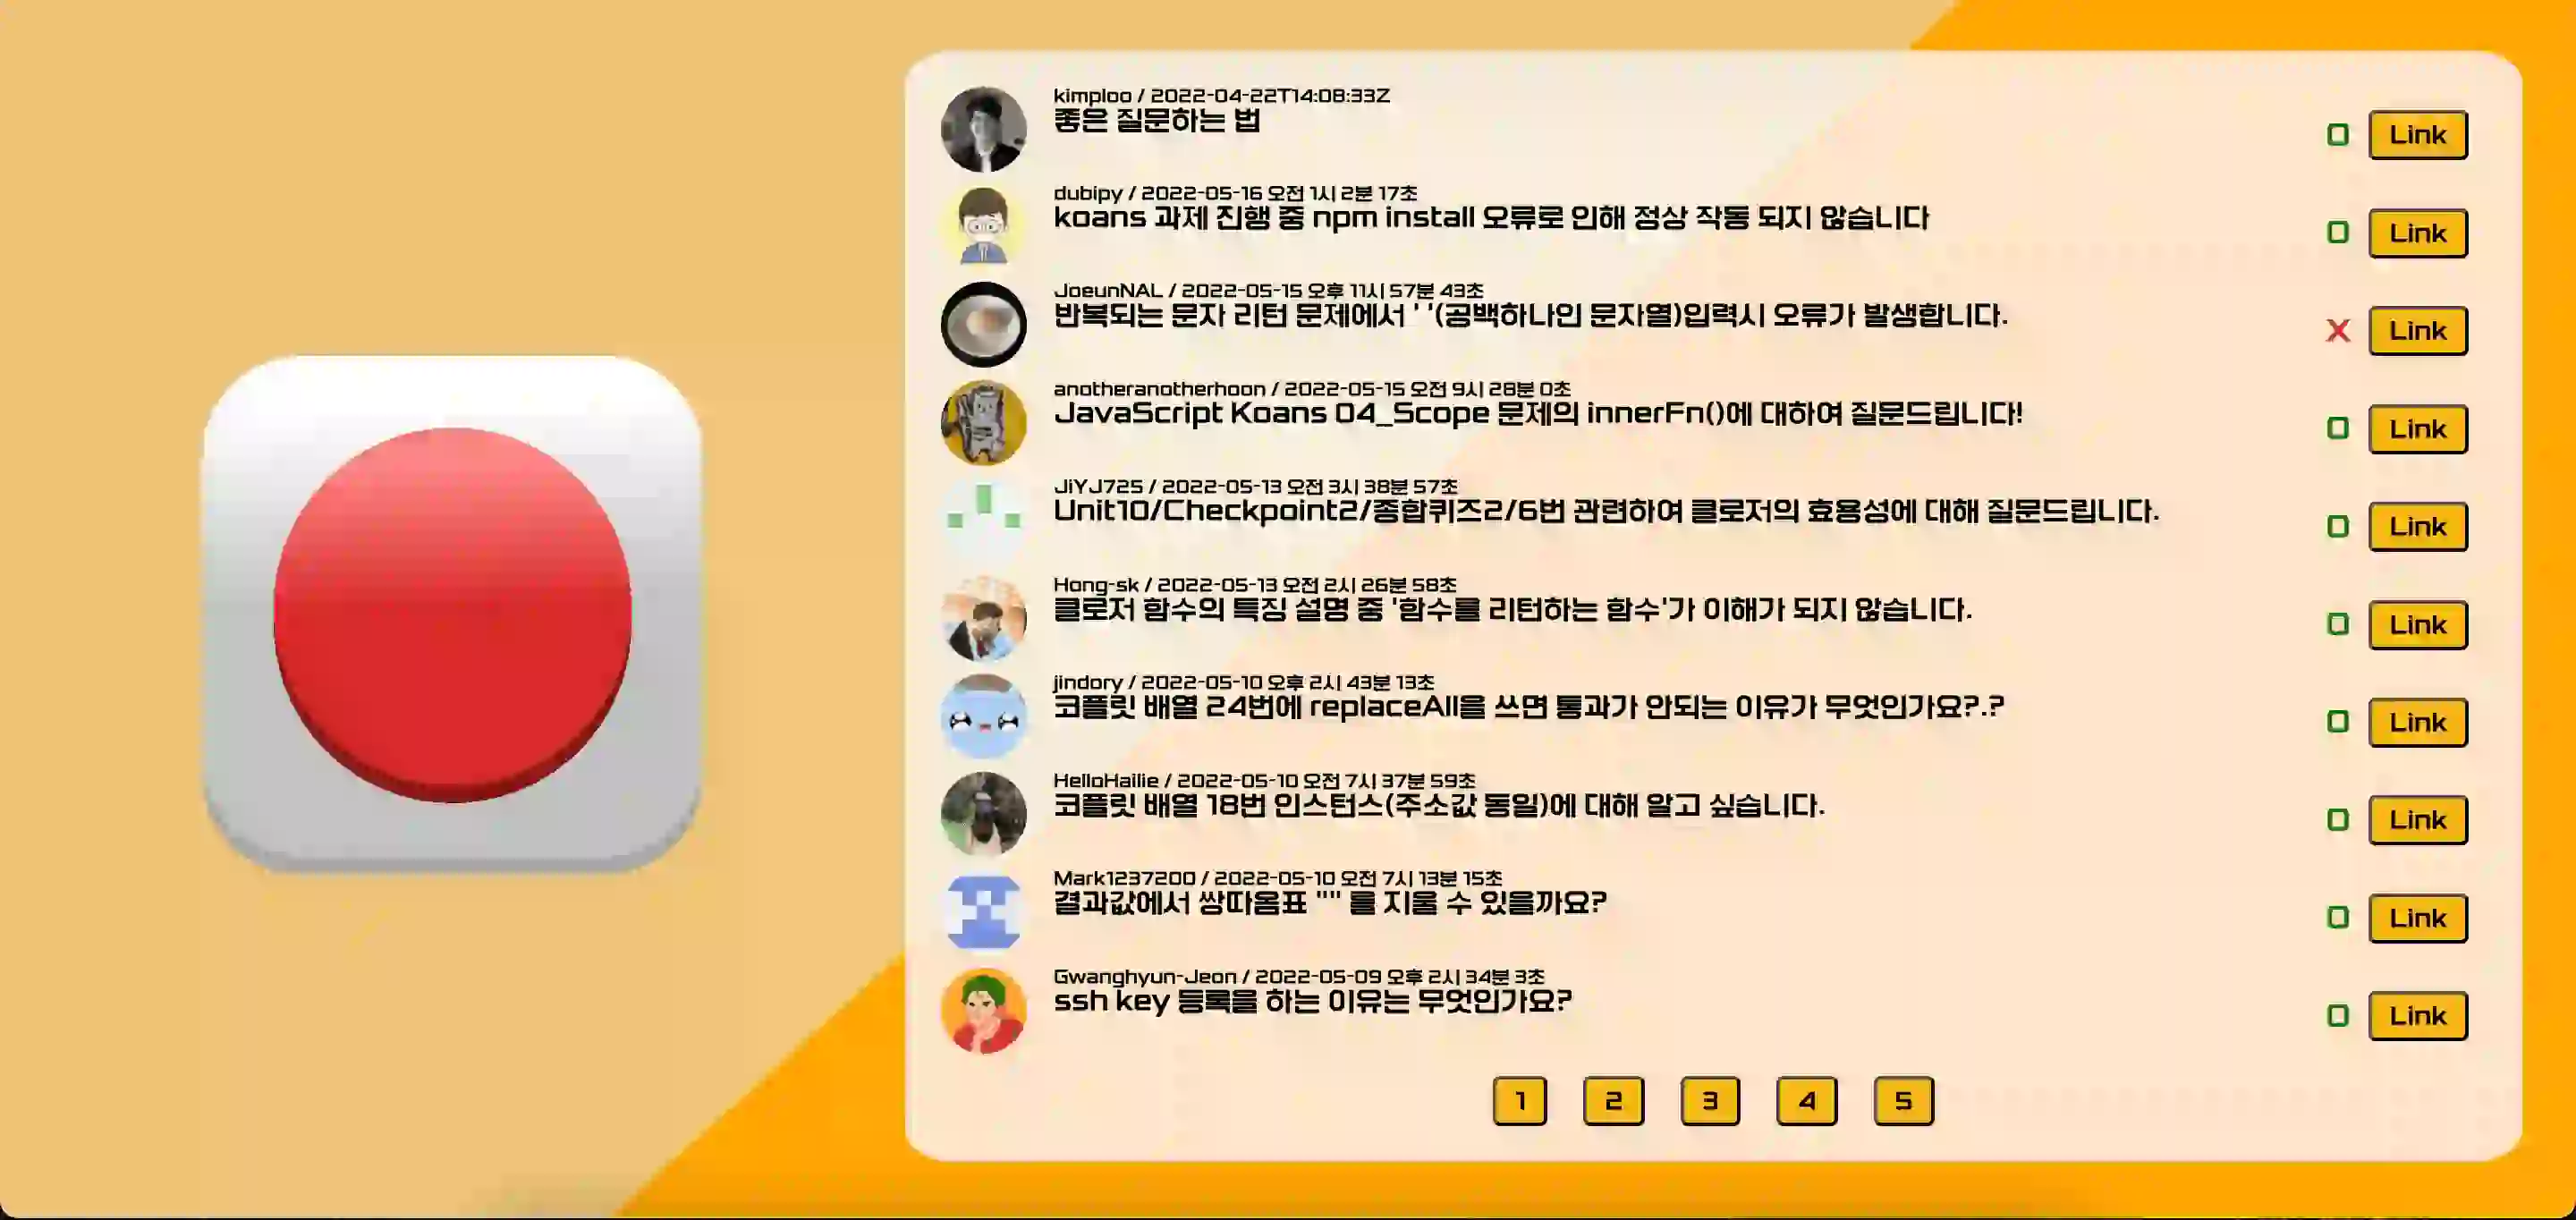 kimploo / 2022-04-22T14:08:33Z
좋은 질문하는 법
O Link
dubipy / 2022-05-16 오전 1시 2분 17초
koans 과제 진행 중 npm install 오류로 인해 정상 작동 되지 않습니다
O Link
JoeunNAL / 2022-05-15 오후 11시 57분 43초
반복되는 문자 리턴 문제에서 ' '(공백하나인 문자열)입력시 오류가 발생합니다.
X Link
anotheranotherhoon / 2022-05-15 오전 9시 28분 0초
JavaScript Koans 04_Scope 문제의 innerFn()에 대하여 질문드립니다!
O Link
JiYJ725 / 2022-05-13 오전 3시 38분 57초
Unit10/Checkpoint2/종합퀴즈2/6번 관련하여 클로저의 효용성에 대해 질문드립니다.
O Link
Hong-sk / 2022-05-13 오전 2시 26분 58초
클로저 함수의 특징 설명 중 '함수를 리턴하는 함수'가 이해가 되지 않습니다.
O Link
jindory / 2022-05-10 오후 2시 43분 13초
코플릿 배열 24번에 replaceAll을 쓰면 통과가 안되는 이유가 무엇인가요?.?
O Link
HelloHailie / 2022-05-10 오전 7시 37분 59초
코플릿 배열 18번 인스턴스(주소값 동일)에 대해 알고 싶습니다.
O Link
Mark1237200 / 2022-05-10 오전 7시 13분 15초
결과값에서 쌍따옴표 "" 를 지울 수 있을까요?
O Link
Gwanghyun-Jeon / 2022-05-09 오후 2시 34분 3초
ssh key 등록을 하는 이유는 무엇인가요?
O Link
1 2 3 4 5